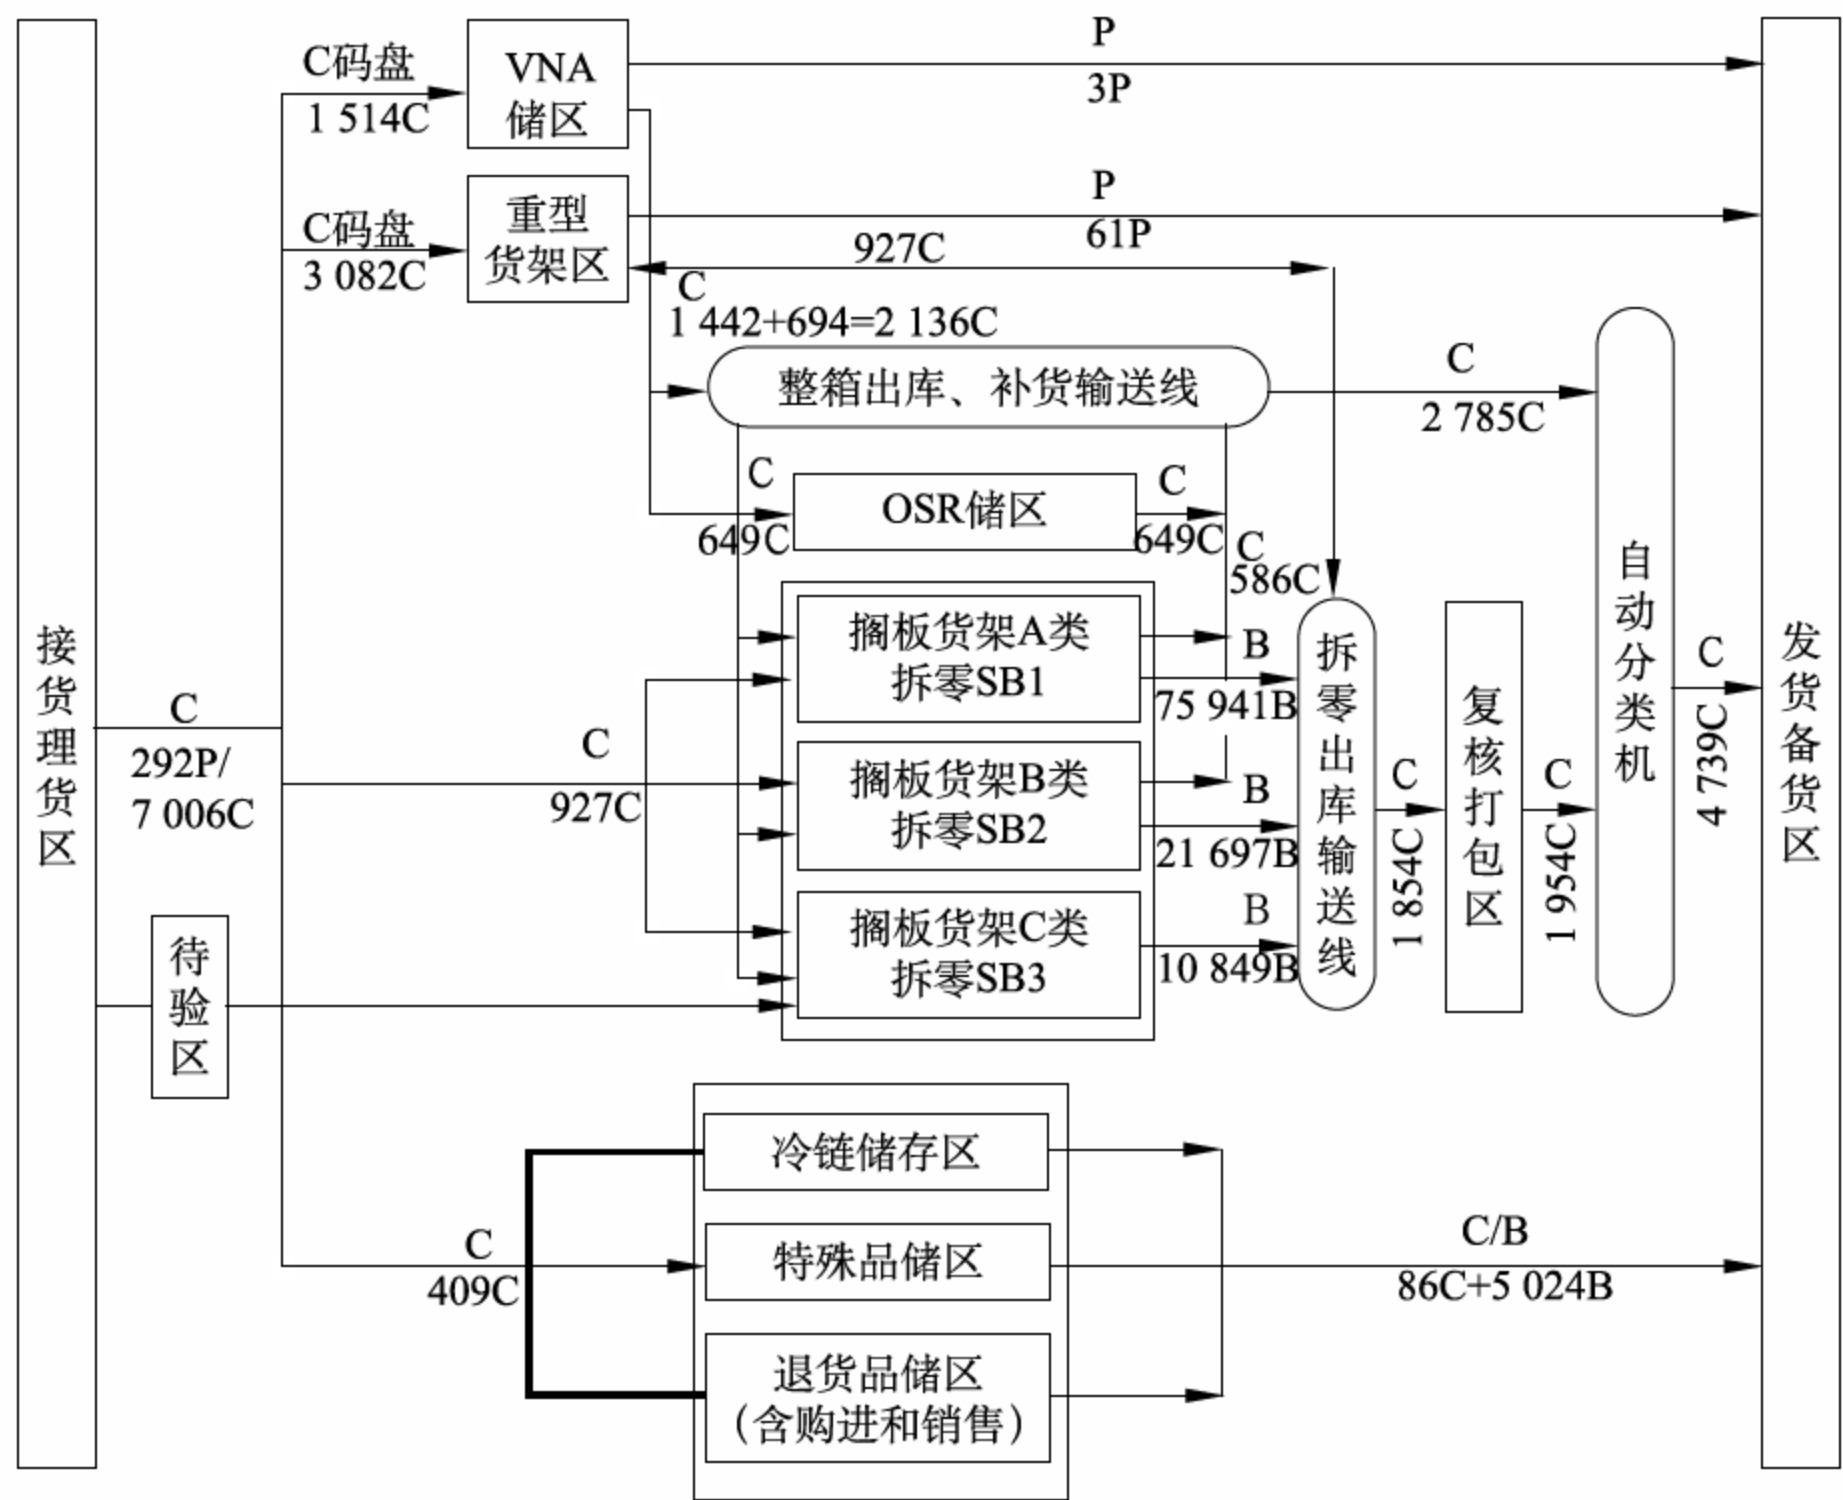 接货理货区
C
292P/
7 006C
待验区
C码盘
1 514C
VNA
储区
P
3P
C码盘
3 082C
重型
货架区
P
61P
927C
C
1 442+694=2 136C
整箱出库、补货输送线
C
2 785C
C
649C
OSR储区
C
649C
C
586C
搁板货架A类
拆零SB1
B
75 941B
C
927C
搁板货架B类
拆零SB2
B
21 697B
搁板货架C类
拆零SB3
B
10 849B
拆零出库输送线
C
1 854C
复核打包区
C
1 954C
自动分类机
C
4 739C
发货备货区
冷链储存区
C
409C
特殊品储区
C/B
86C+5 024B
退货品储区
（含购进和销售）